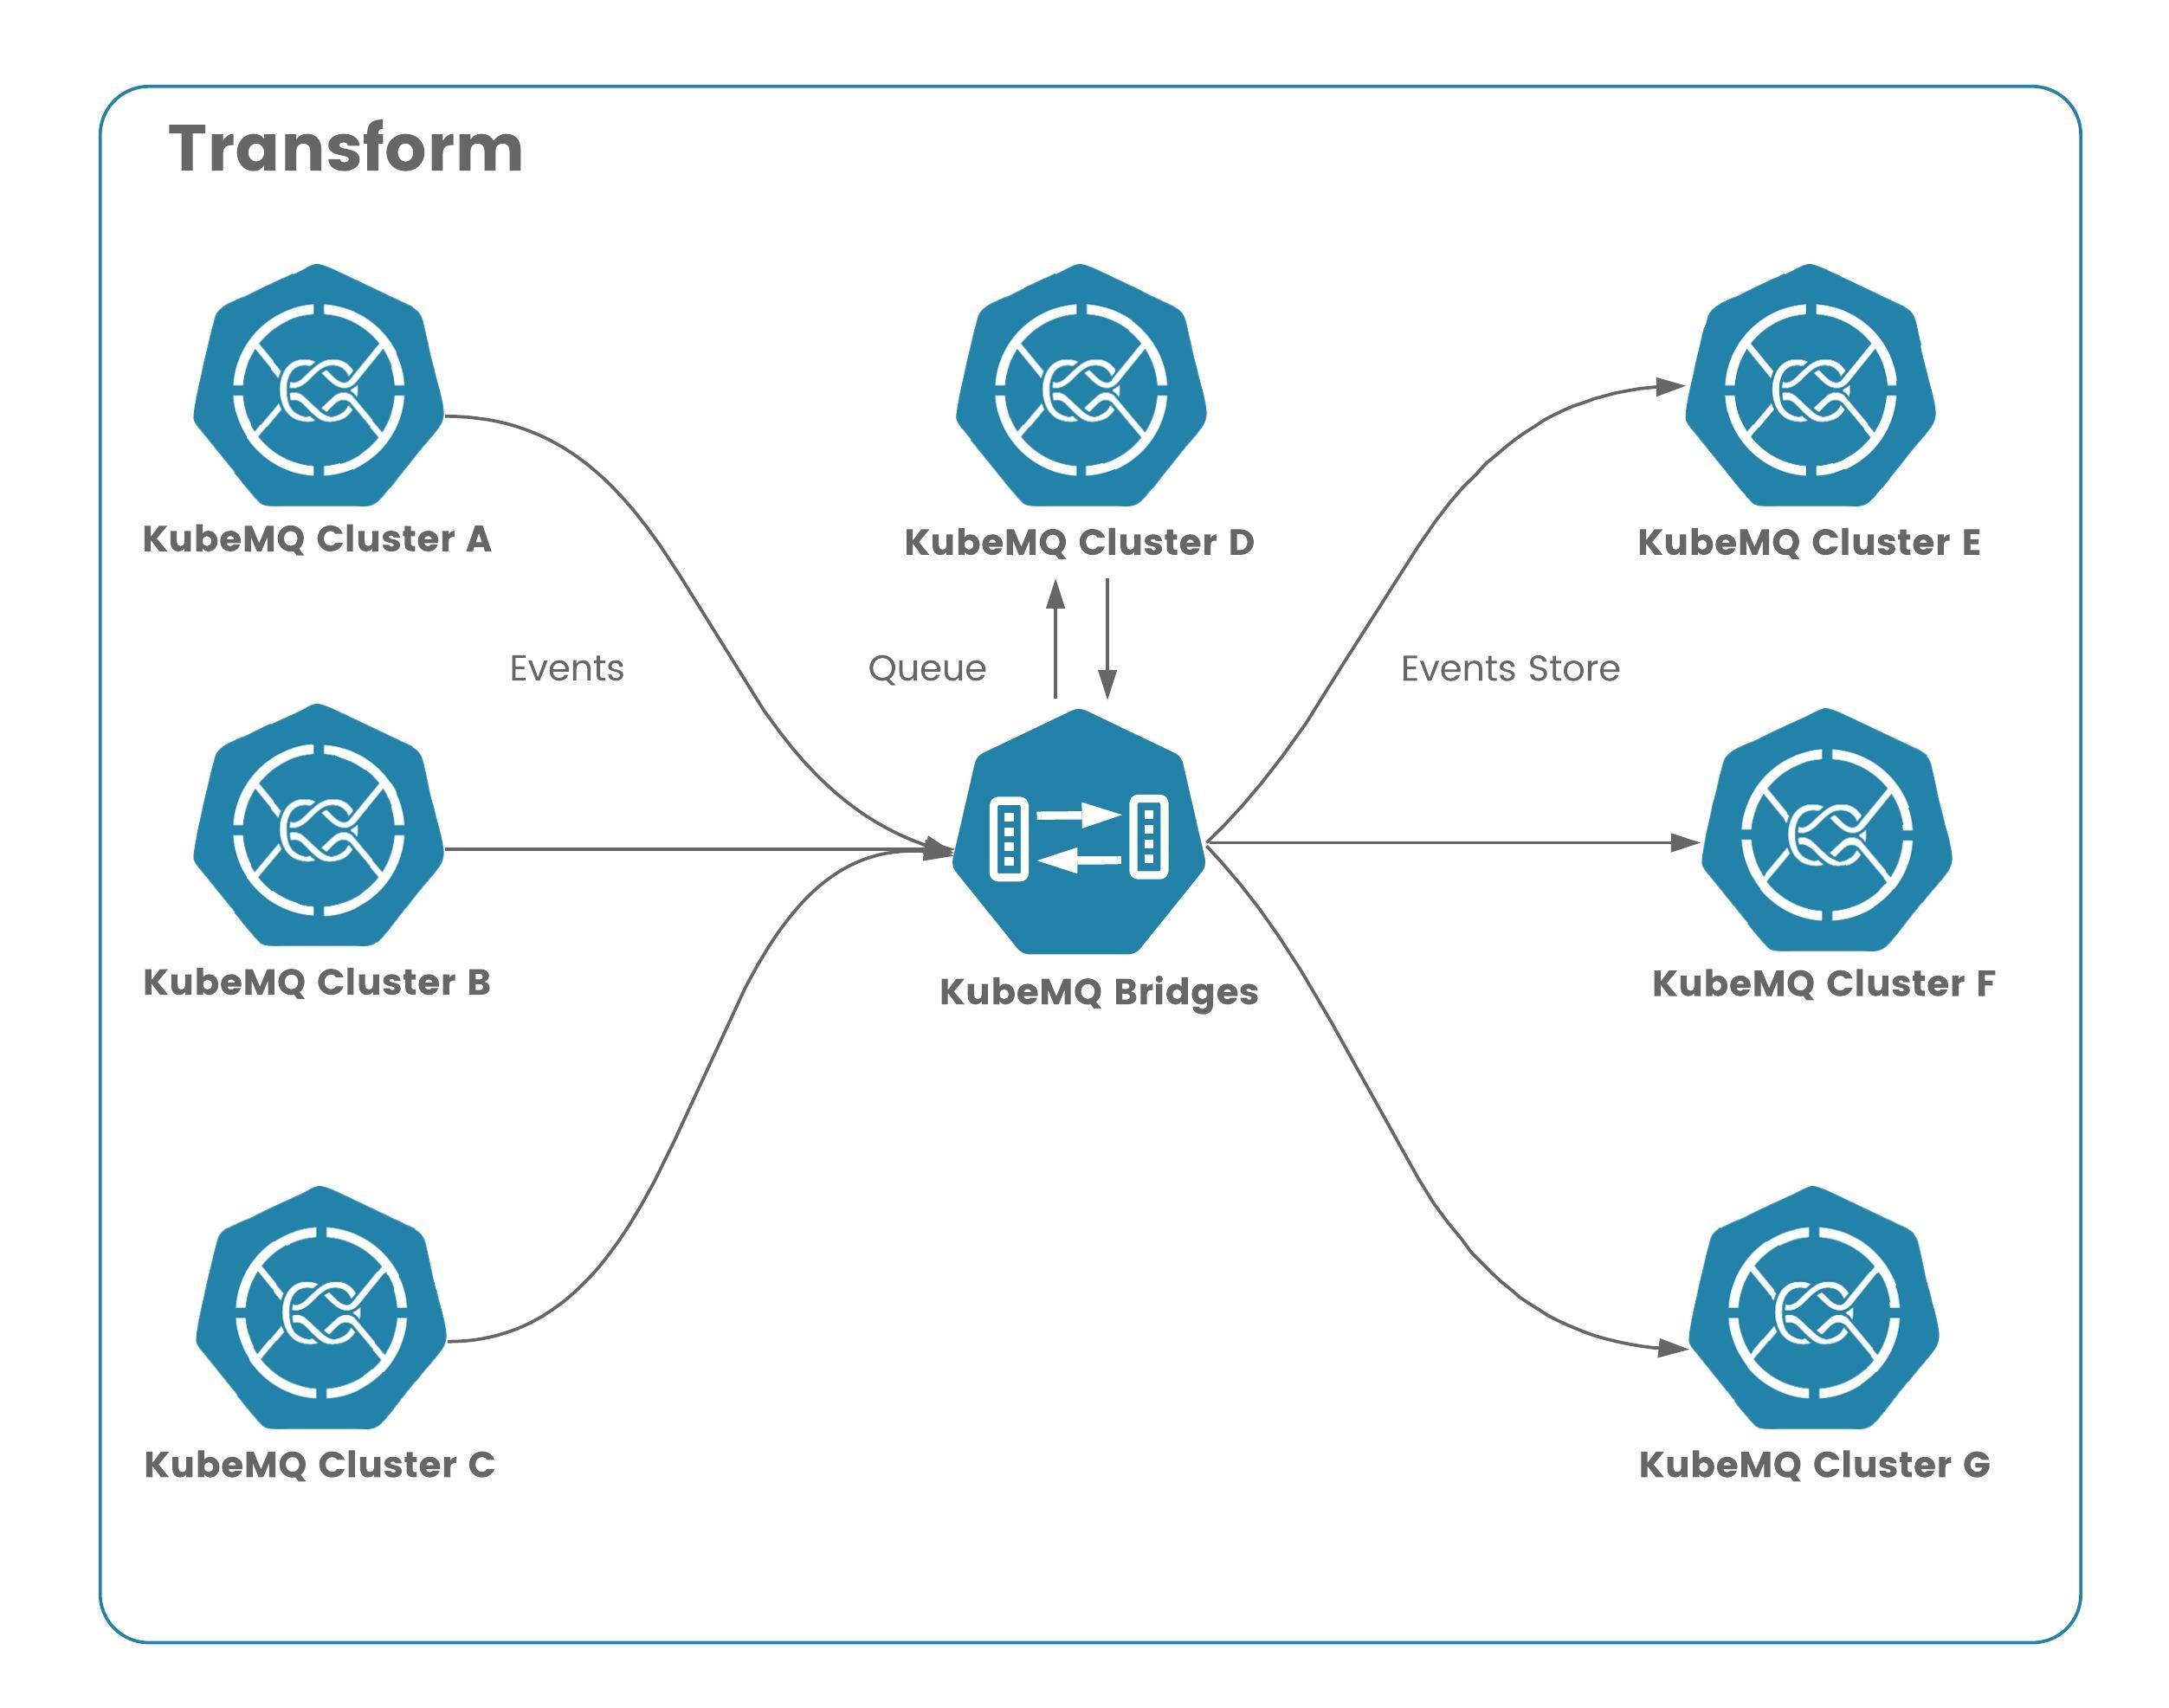 Transform
KubeMQ Cluster A
KubeMQ Cluster D
KubeMQ Cluster E
Events
Queue
Events Store
KubeMQ Cluster B
KubeMQ Bridges
KubeMQ Cluster F
KubeMQ Cluster C
KubeMQ Cluster G